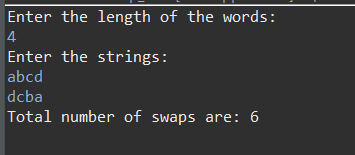 Enter the length of the words:
4
Enter the strings:
abcd
dcba
Total number of swaps are: 6